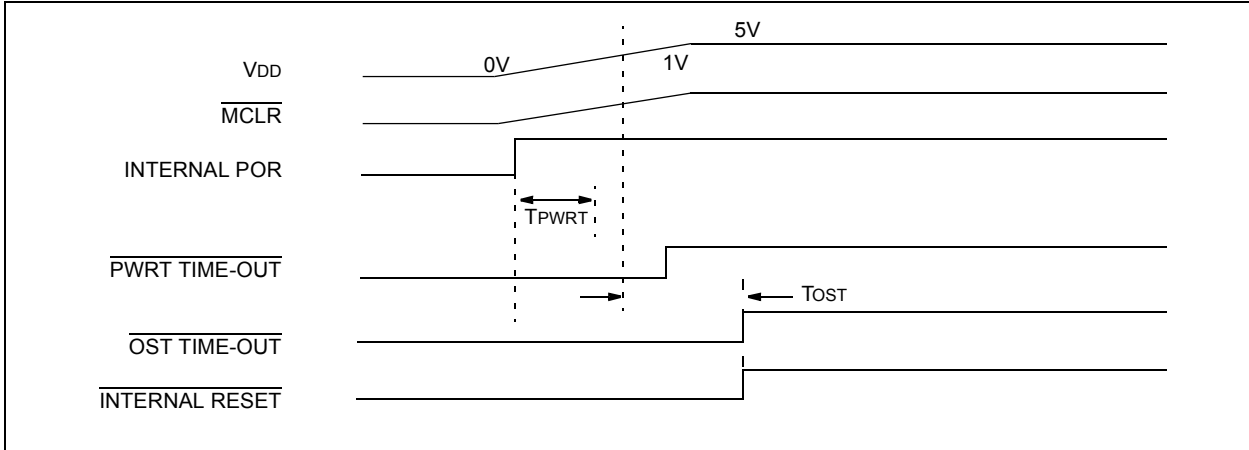 5V
VDD
0V
1V
MCLR
INTERNAL POR
TPWRT
PWRT TIME-OUT
TOST
OST TIME-OUT
INTERNAL RESET